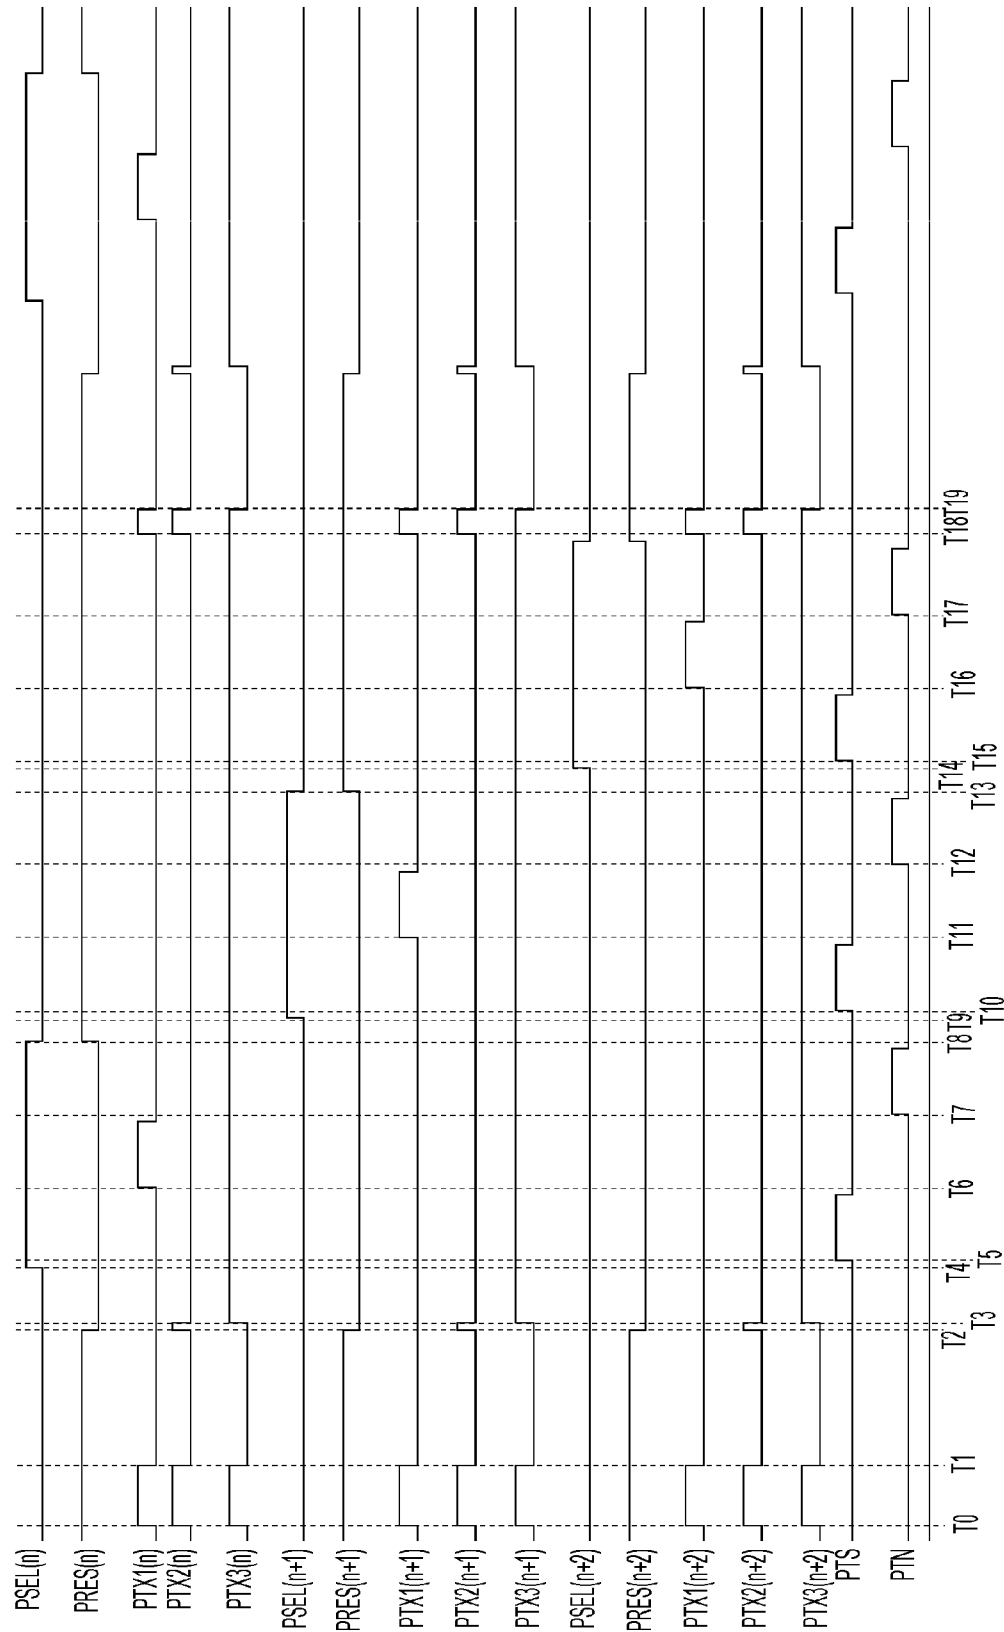 PSEL(n)
PRES(n)
PTX1(n)
PTX2(n)
PTX3(n)
PSEL(n+1)
PRES(n+1)
PTX1(n+1)
PTX2(n+1)
PTX3(n+1)
PSEL(n+2)
PRES(n+2)
PTX1(n+2)
PTX2(n+2)
PTX3(n+2)
PTS
PTN
T0
T1
T2
T3
T4
T5
T6
T7
T8
T9
T10
T11
T12
T13
T14
T15
T16
T17
T18
T19